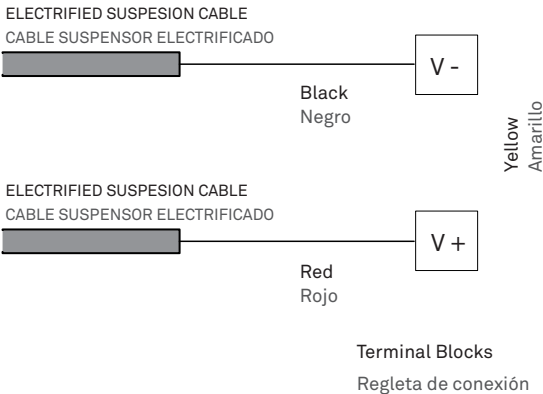 ELECTRIFIED SUSPESION CABLE
CABLE SUSPENSOR ELECTRIFICADO
V -
Black
Negro
Yellow
Amarillo
ELECTRIFIED SUSPESION CABLE
CABLE SUSPENSOR ELECTRIFICADO
V +
Red
Rojo
Terminal Blocks
Regleta de conexión